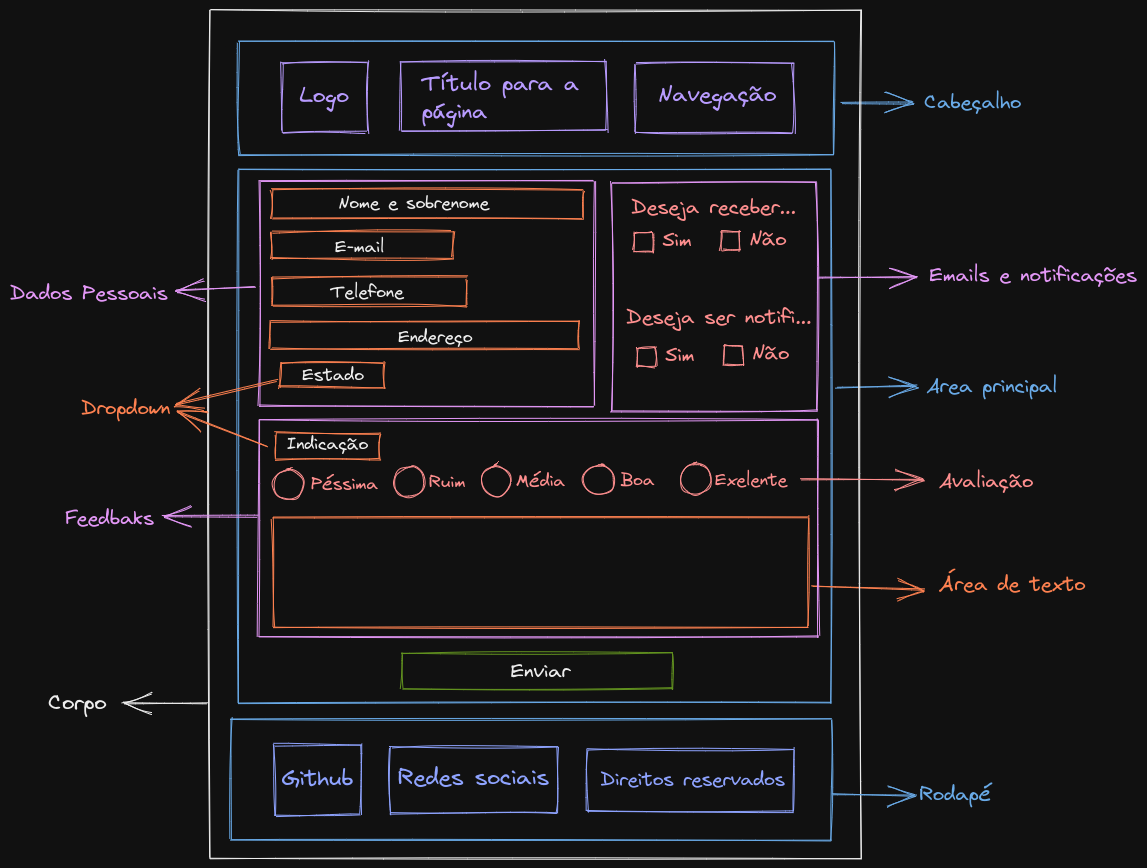 Logo
Título para a
página
Navegação
Cabeçalho
Nome e sobrenome
E-mail
Telefone
Endereço
Estado
Dados Pessoais
Deseja receber...
Sim
Não
Deseja ser notifi...
Sim
Não
Emails e notificações
Area principal
Dropdown
Indicação
Péssima
Ruim
Média
Boa
Exelente
Avaliação
Feedbaks
Área de texto
Enviar
Corpo
Github
Redes sociais
Direitos reservados
Rodapé